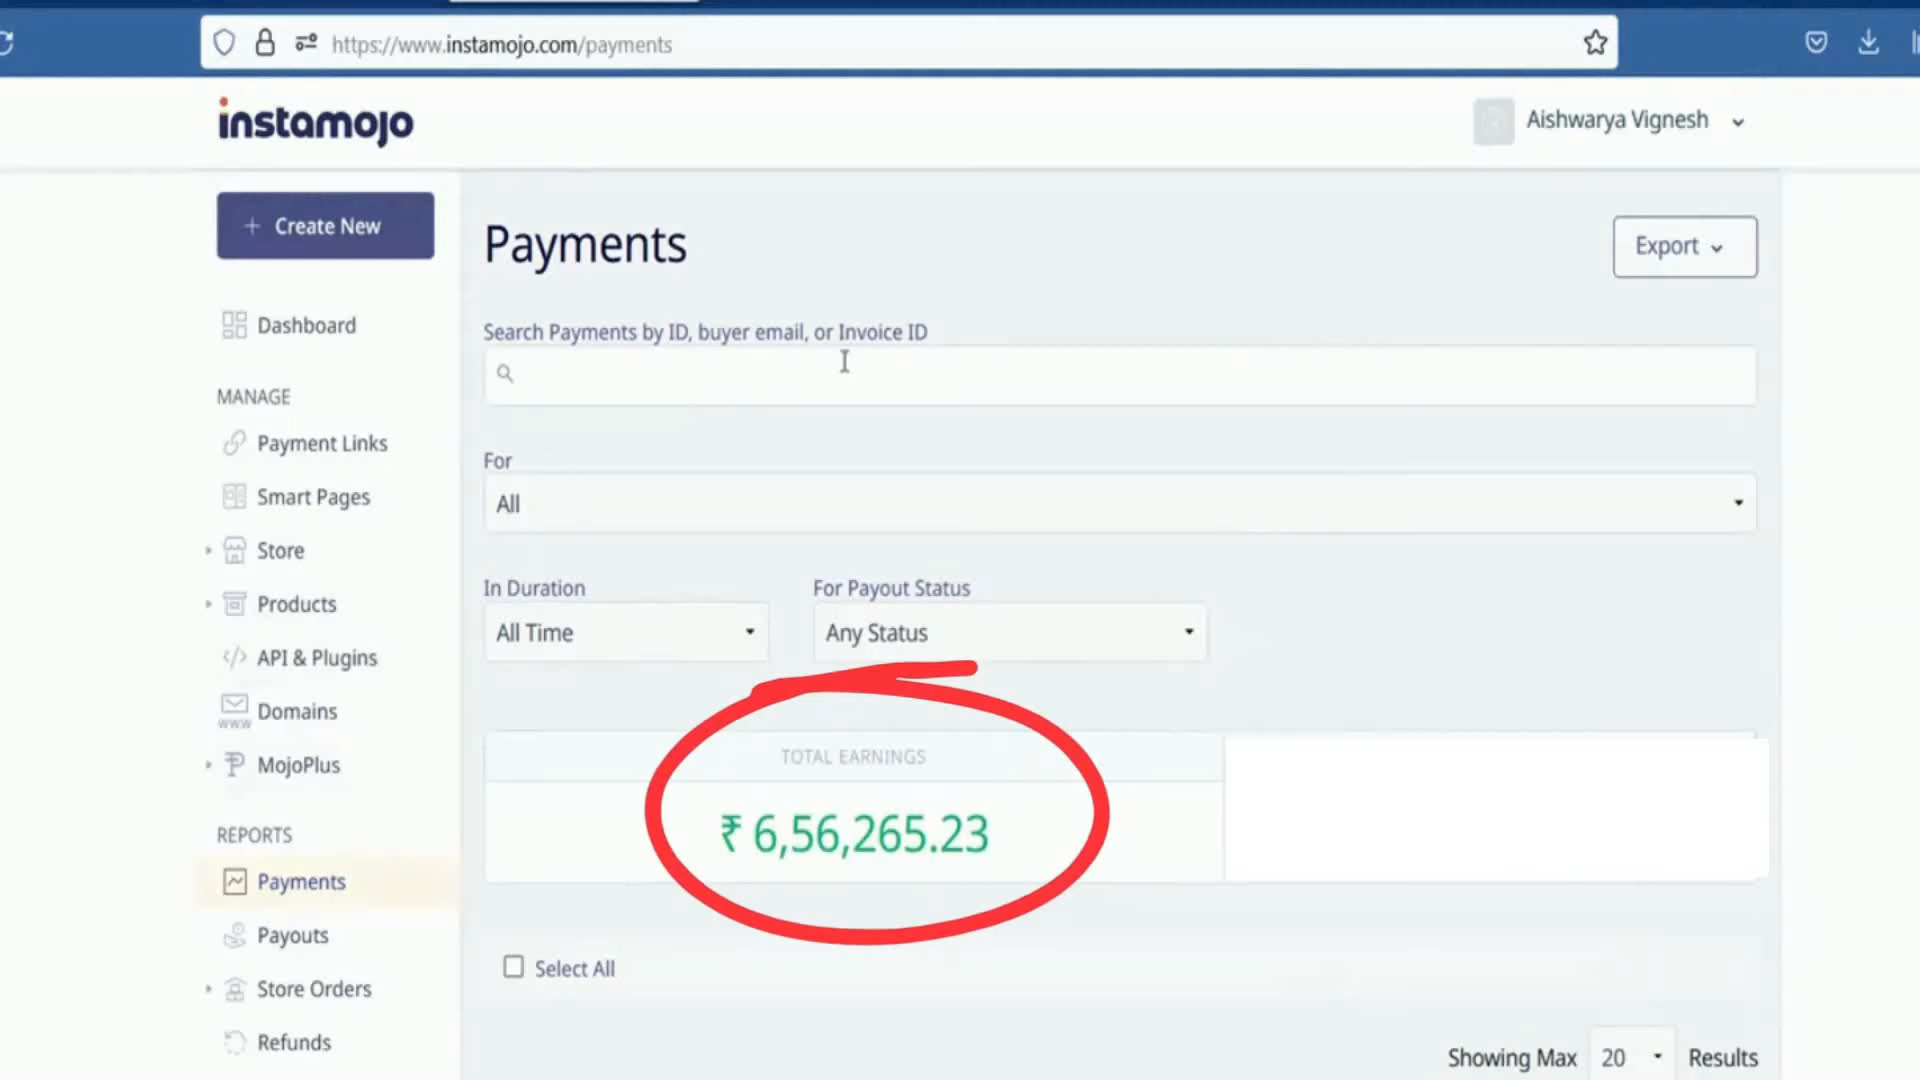 https://www.instamojo.com/payments
instamojo
Aishwarya Vignesh
+ Create New
Payments
Export
Dashboard
Search Payments by ID, buyer email, or Invoice ID
MANAGE
Payment Links
For
Smart Pages
All
Store
In Duration
For Payout Status
Products
All Time
Any Status
</> API & Plugins
www Domains
MojoPlus
TOTAL EARNINGS
₹ 6,56,265.23
REPORTS
Payments
Payouts
Select All
Store Orders
Refunds
Showing Max 20 Results